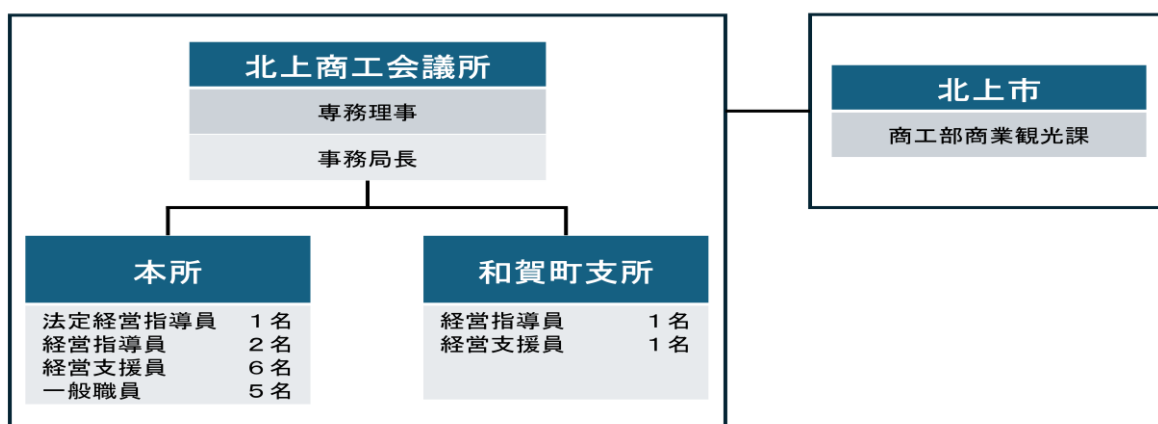 北上商工会議所
専務理事
事務局長
北上市
商工部商業観光課
本所
法定経営指導員 1名
経営指導員 2名
経営支援員 6名
一般職員 5名
和賀町支所
経営指導員 1名
経営支援員 1名